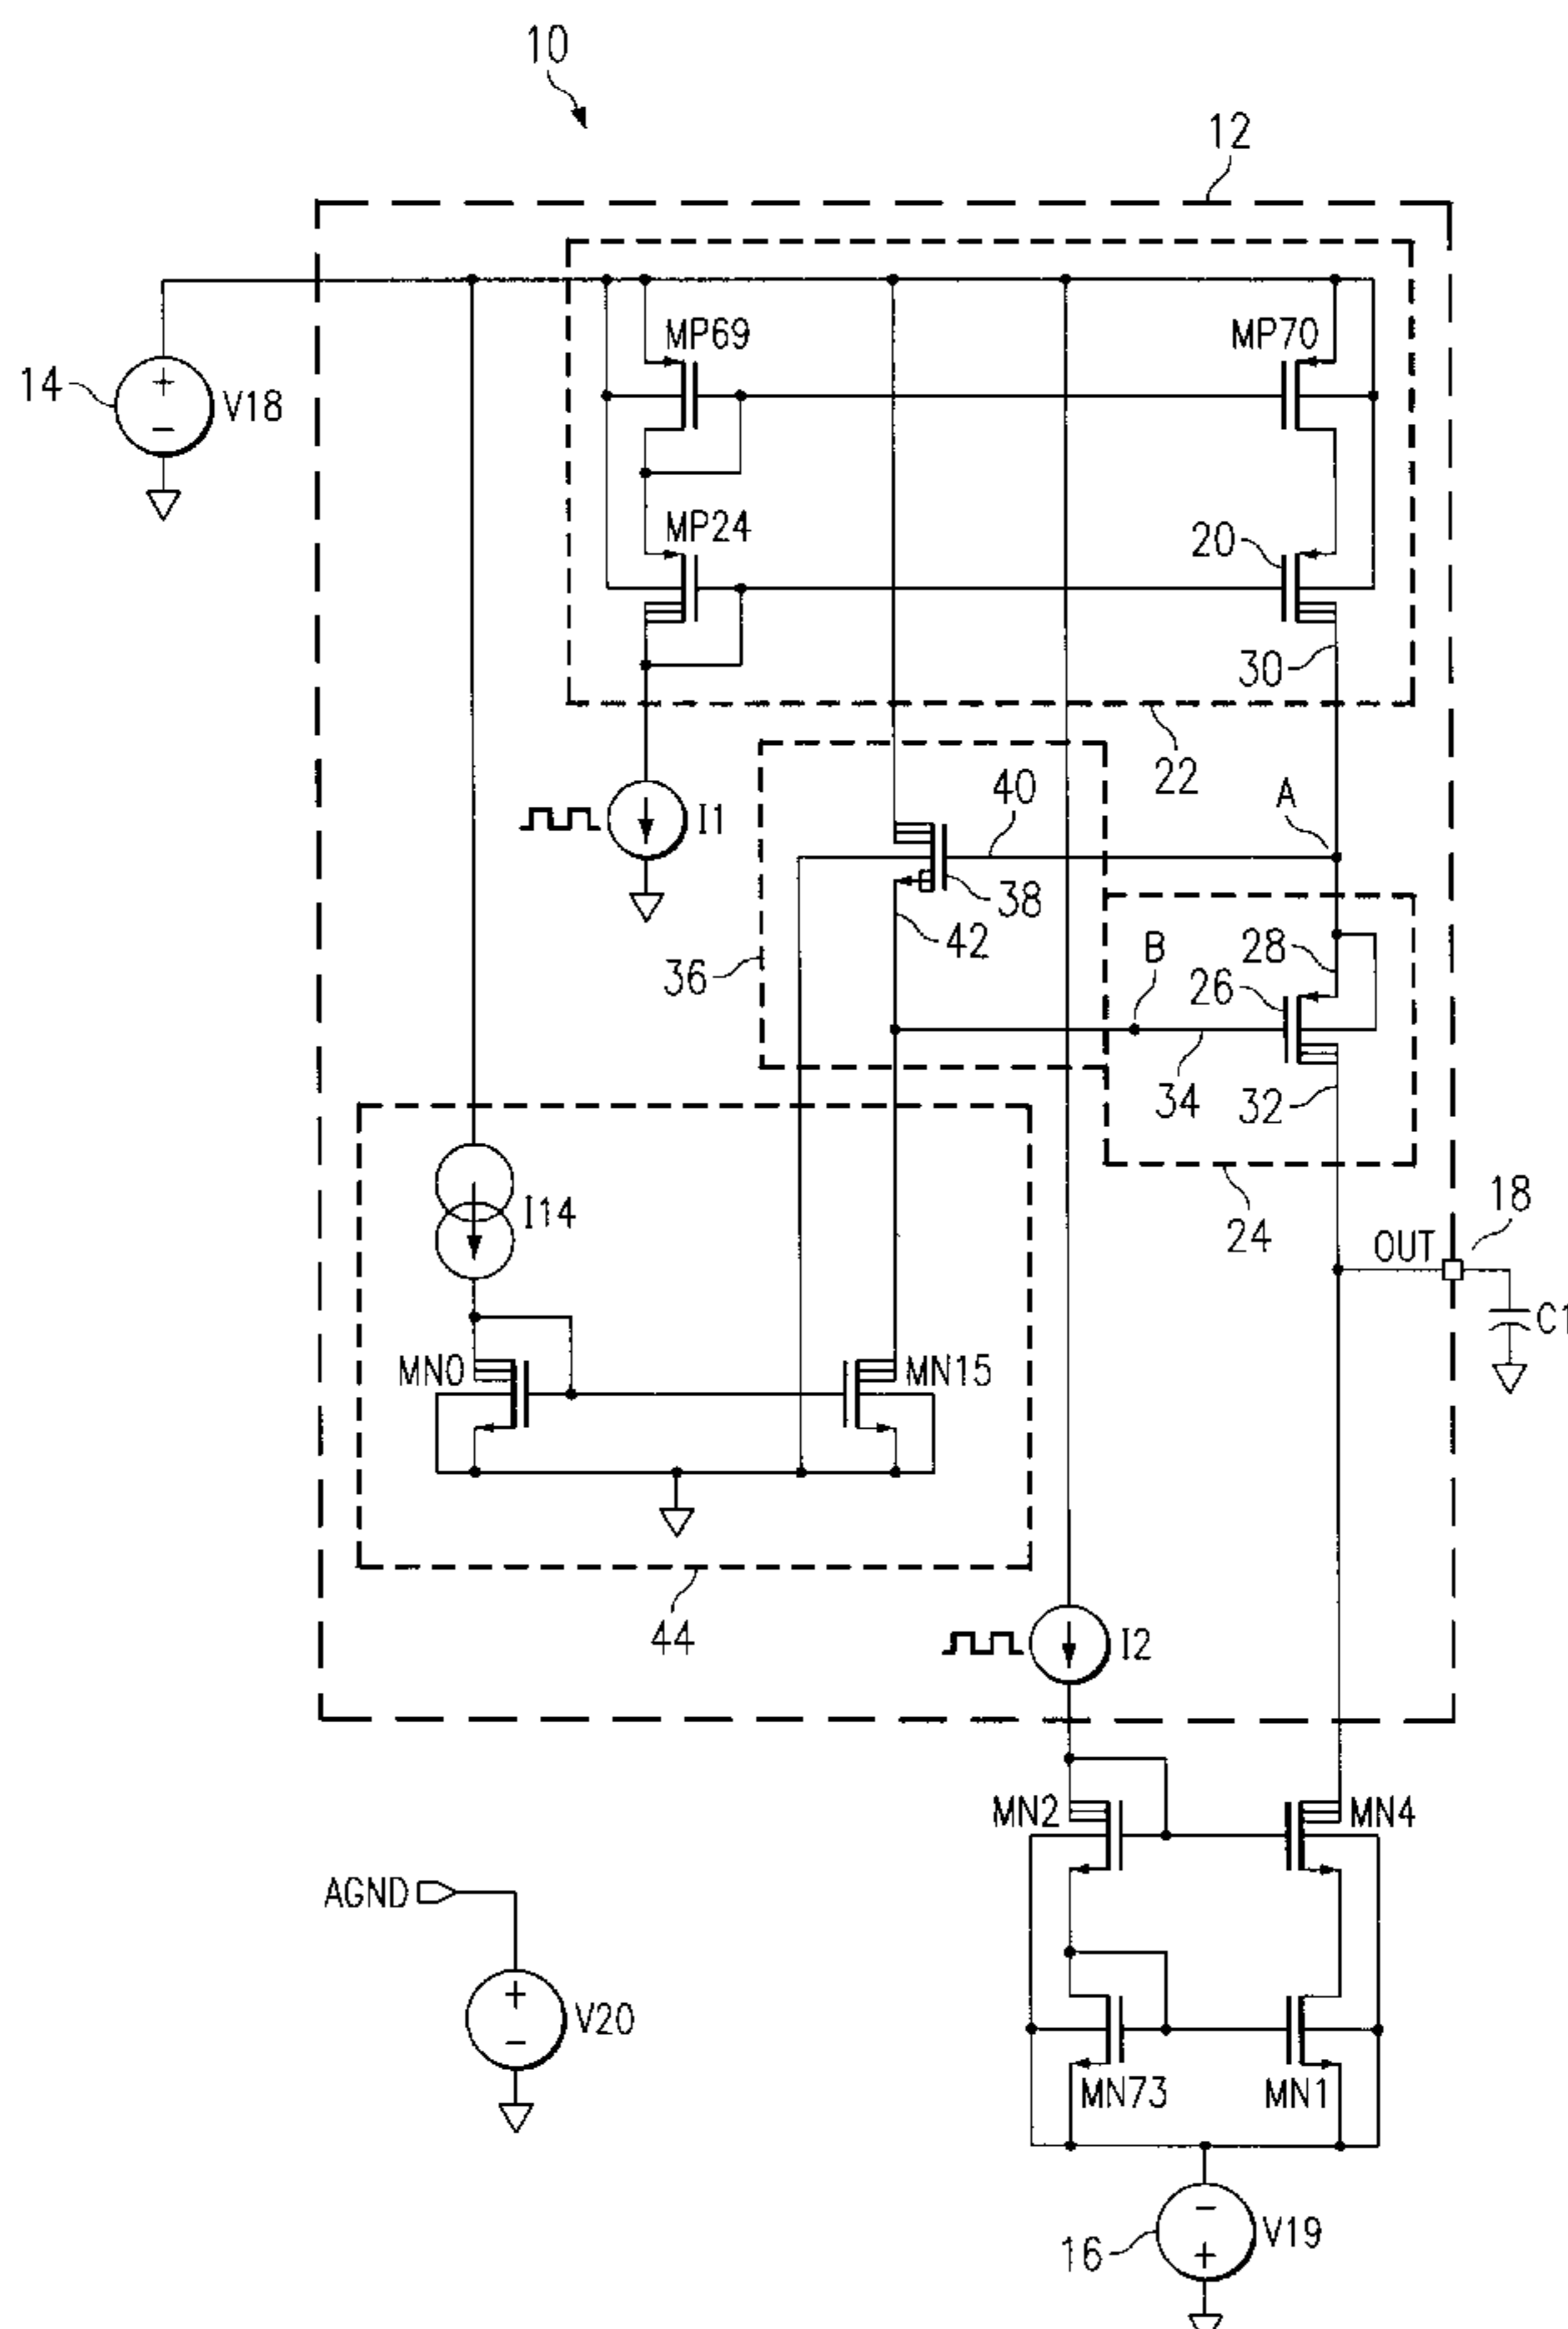 10
12
MP69
MP70
14
+
−
V18
MP24
20
30
22
40
A
I1
38
42
B
28
36
26
34
32
18
I14
24
OUT
C1
MN0
MN15
44
I2
MN2
MN4
AGND
+
−
V20
MN73
MN1
−
+
V19
16